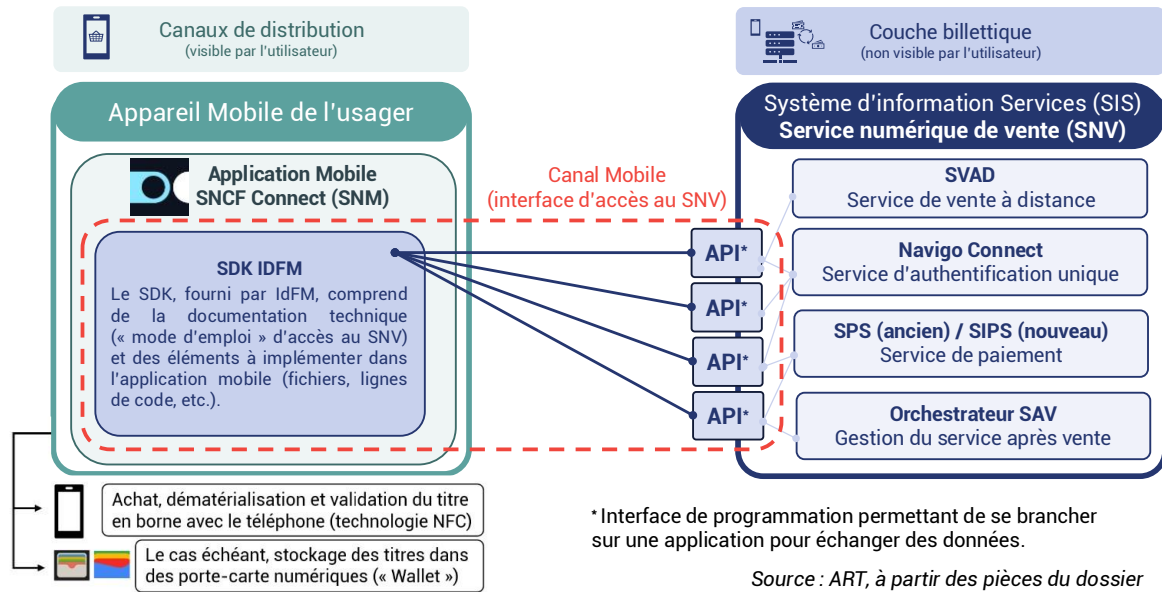 Canaux de distribution
(visible par l'utilisateur)
Couche billettique
(non visible par l'utilisateur)
Appareil Mobile de l'usager
Système d'information Services (SIS)
Service numérique de vente (SNV)
Application Mobile
SNCF Connect (SNM)
Canal Mobile
(interface d'accès au SNV)
SDK IDFM
Le SDK, fourni par IdFM, comprend
de la documentation technique
(« mode d'emploi » d'accès au SNV)
et des éléments à implémenter dans
l'application mobile (fichiers, lignes
de code, etc.).
API*
API*
API*
API*
SVAD
Service de vente à distance
Navigo Connect
Service d'authentification unique
SPS (ancien) / SIPS (nouveau)
Service de paiement
Orchestrateur SAV
Gestion du service après vente
Achat, dématérialisation et validation du titre
en borne avec le téléphone (technologie NFC)
Le cas échéant, stockage des titres dans
des porte-carte numériques (« Wallet »)
* Interface de programmation permettant de se brancher
sur une application pour échanger des données.
Source : ART, à partir des pièces du dossier